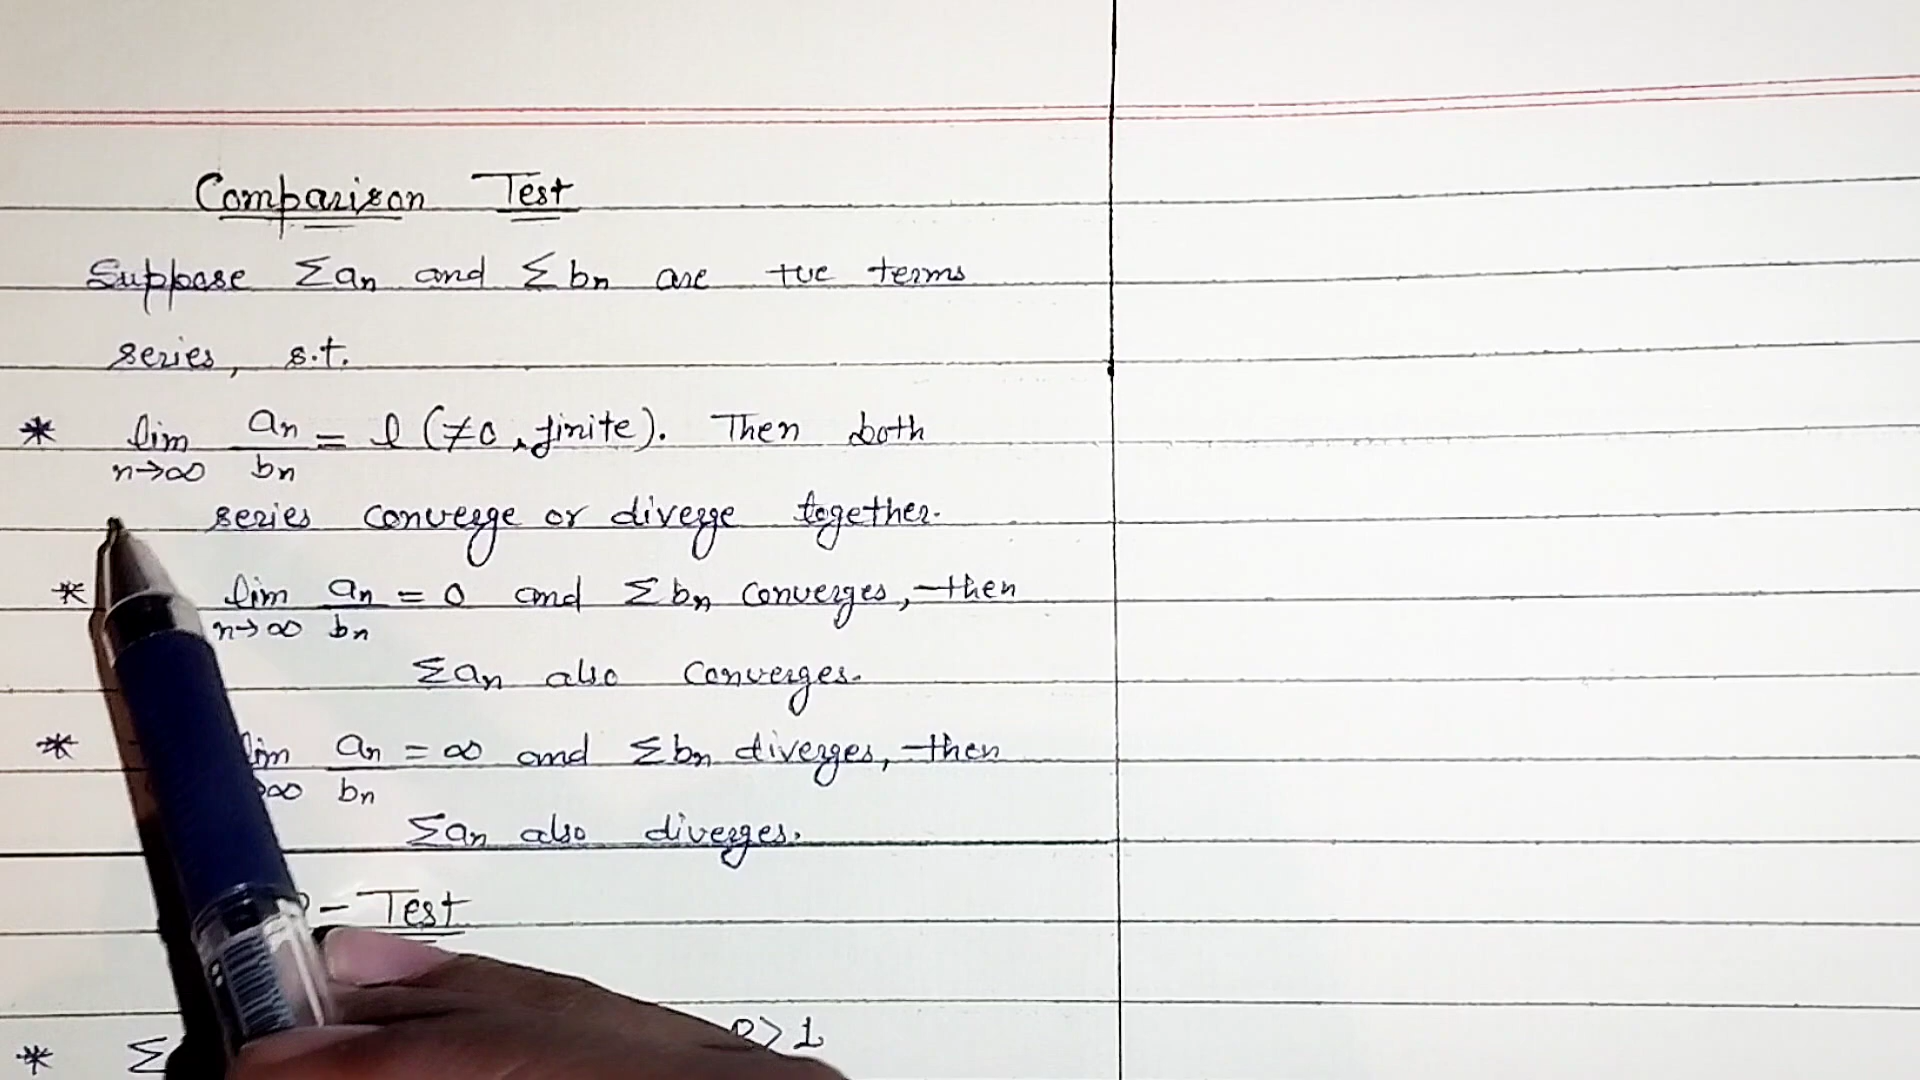 Comparison Test
Suppose Σan and Σbn are +ve terms
series, s.t.
* lim n→∞ an/bn = l (≠0, finite). Then both
series converge or diverge together.
* lim n→∞ an/bn = 0 and Σbn converges, then
Σan also converges.
* lim ∞ an/bn = ∞ and Σbn diverges, then
Σan also diverges.
- Test
* Σ p>1